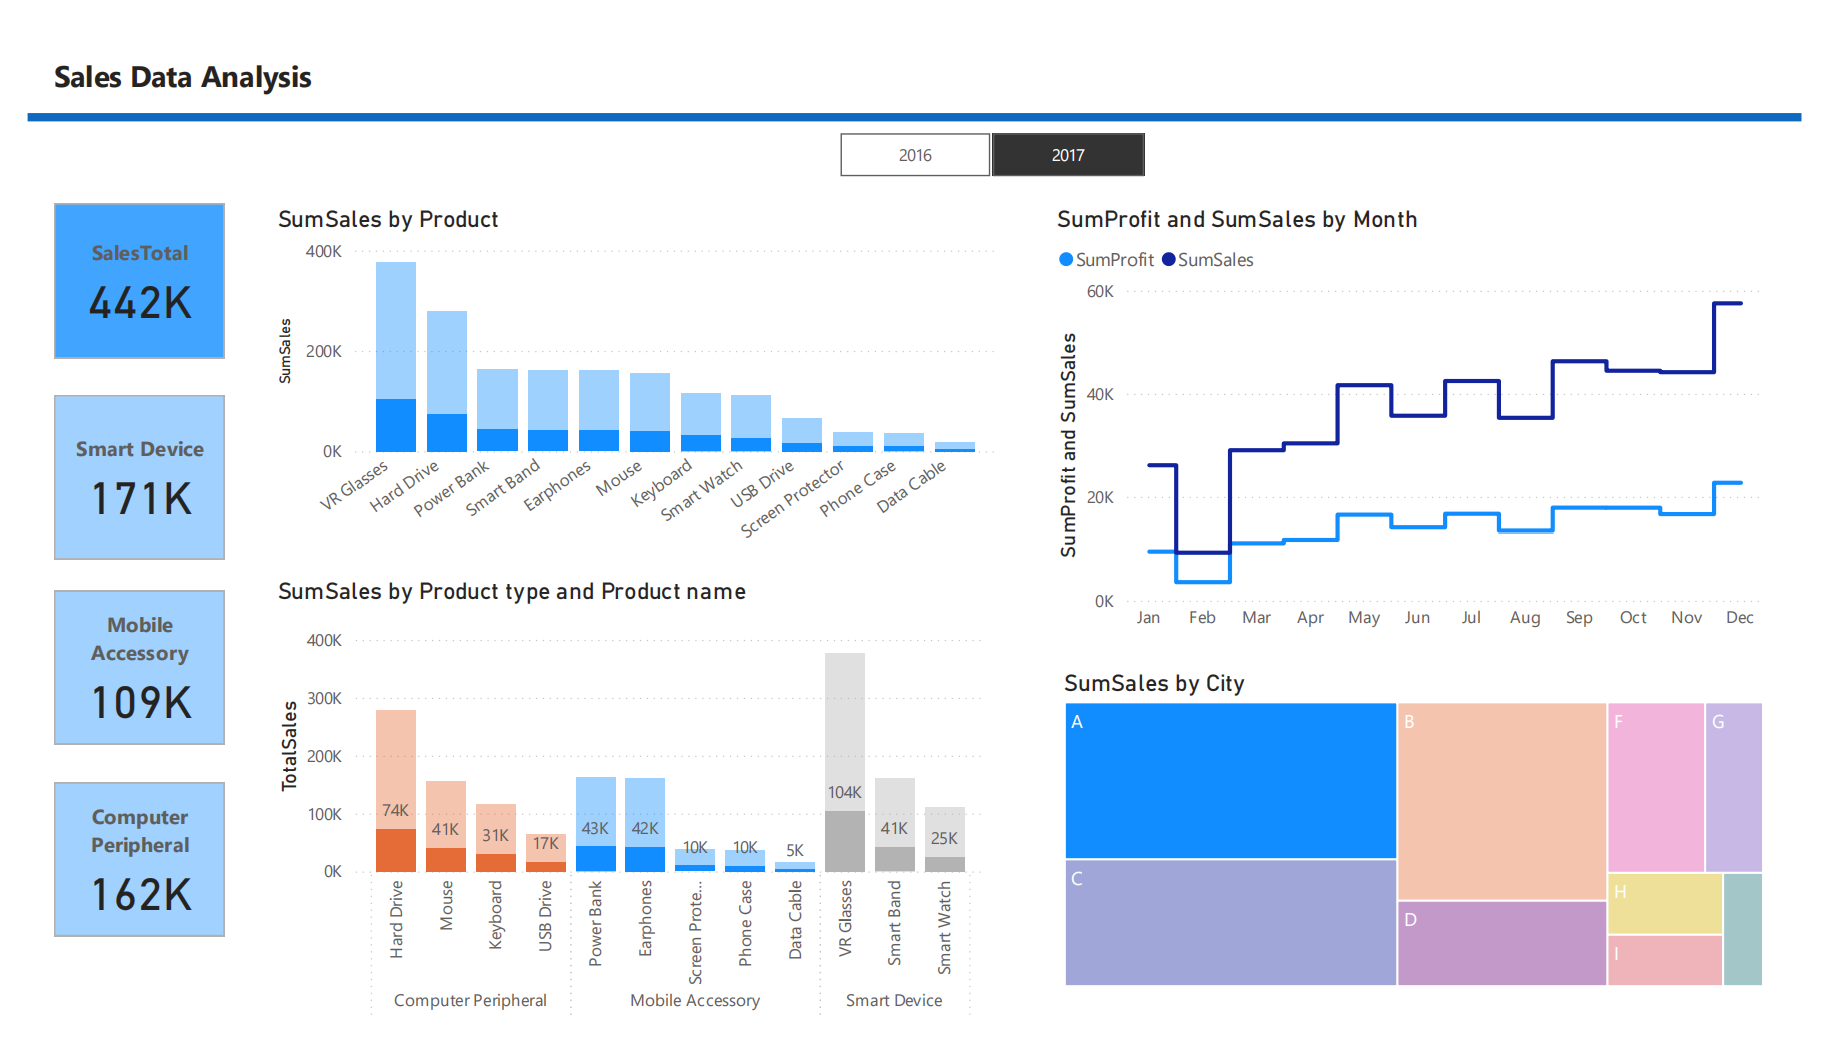 Sales Data Analysis
2016
2017
SalesTotal
442K
Smart Device
171K
Mobile
Accessory
109K
Computer
Peripheral
162K
SumSales by Product
SumSales
400K
200K
0K
VR Glasses
Hard Drive
Power Bank
Smart Band
Earphones
Mouse
Keyboard
Smart Watch
USB Drive
Screen Protector
Phone Case
Data Cable
SumSales by Product type and Product name
TotalSales
400K
300K
200K
100K
0K
74K
41K
31K
17K
43K
42K
10K
10K
5K
104K
41K
25K
Hard Drive
Mouse
Keyboard
USB Drive
Power Bank
Earphones
Screen Prote...
Phone Case
Data Cable
VR Glasses
Smart Band
Smart Watch
Computer Peripheral
Mobile Accessory
Smart Device
SumProfit and SumSales by Month
SumProfit
SumSales
SumProfit and SumSales
60K
40K
20K
0K
Jan
Feb
Mar
Apr
May
Jun
Jul
Aug
Sep
Oct
Nov
Dec
SumSales by City
A
B
F
G
C
D
H
I